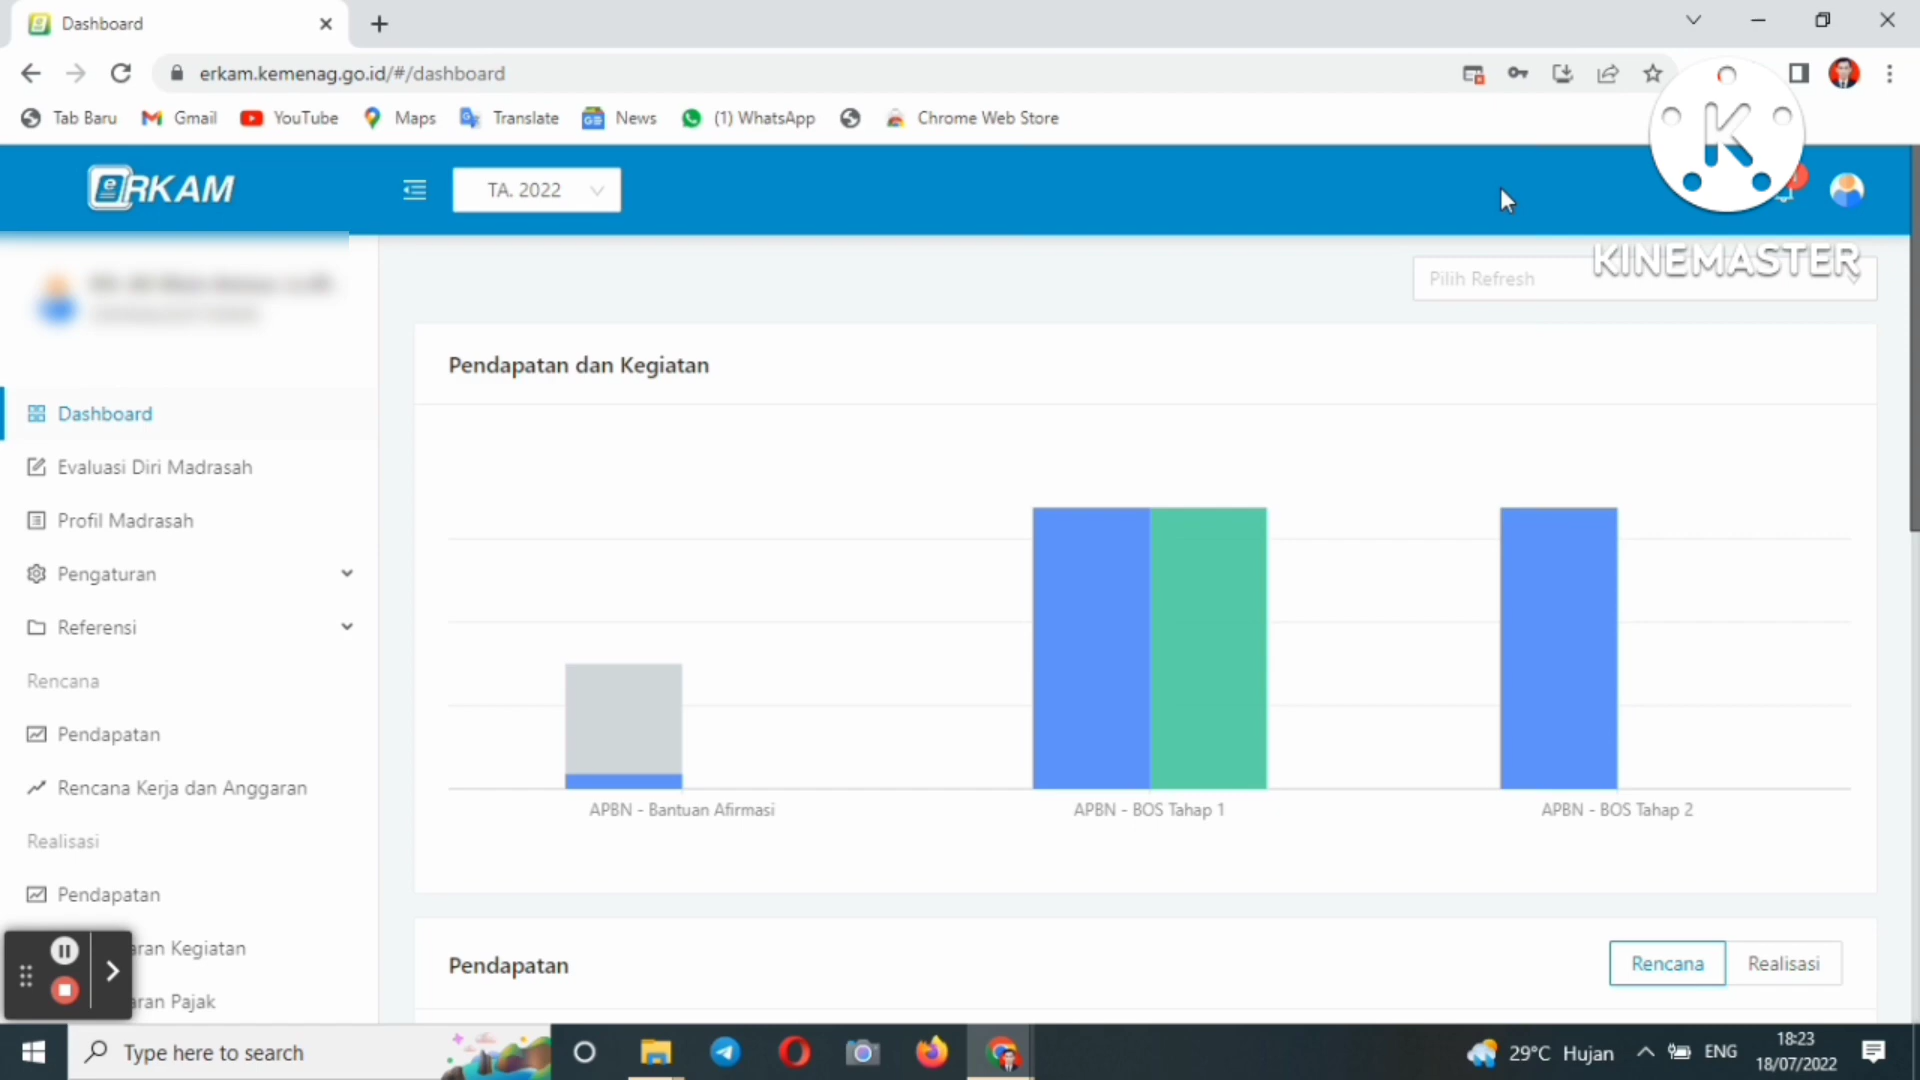 Dashboard
erkam.kemenag.go.id/#/dashboard
Tab Baru Gmail YouTube Maps Translate News (1) WhatsApp Chrome Web Store
eRKAM TA. 2022
K
KINEMASTER
Pilih Refresh
Pendapatan dan Kegiatan
Dashboard
Evaluasi Diri Madrasah
Profil Madrasah
Pengaturan
Referensi
Rencana
Pendapatan
Rencana Kerja dan Anggaran
Realisasi
Pendapatan
aran Kegiatan
aran Pajak
APBN - Bantuan Afirmasi APBN - BOS Tahap 1 APBN - BOS Tahap 2
Pendapatan Rencana Realisasi
Type here to search
29°C Hujan ENG
18:23
18/07/2022